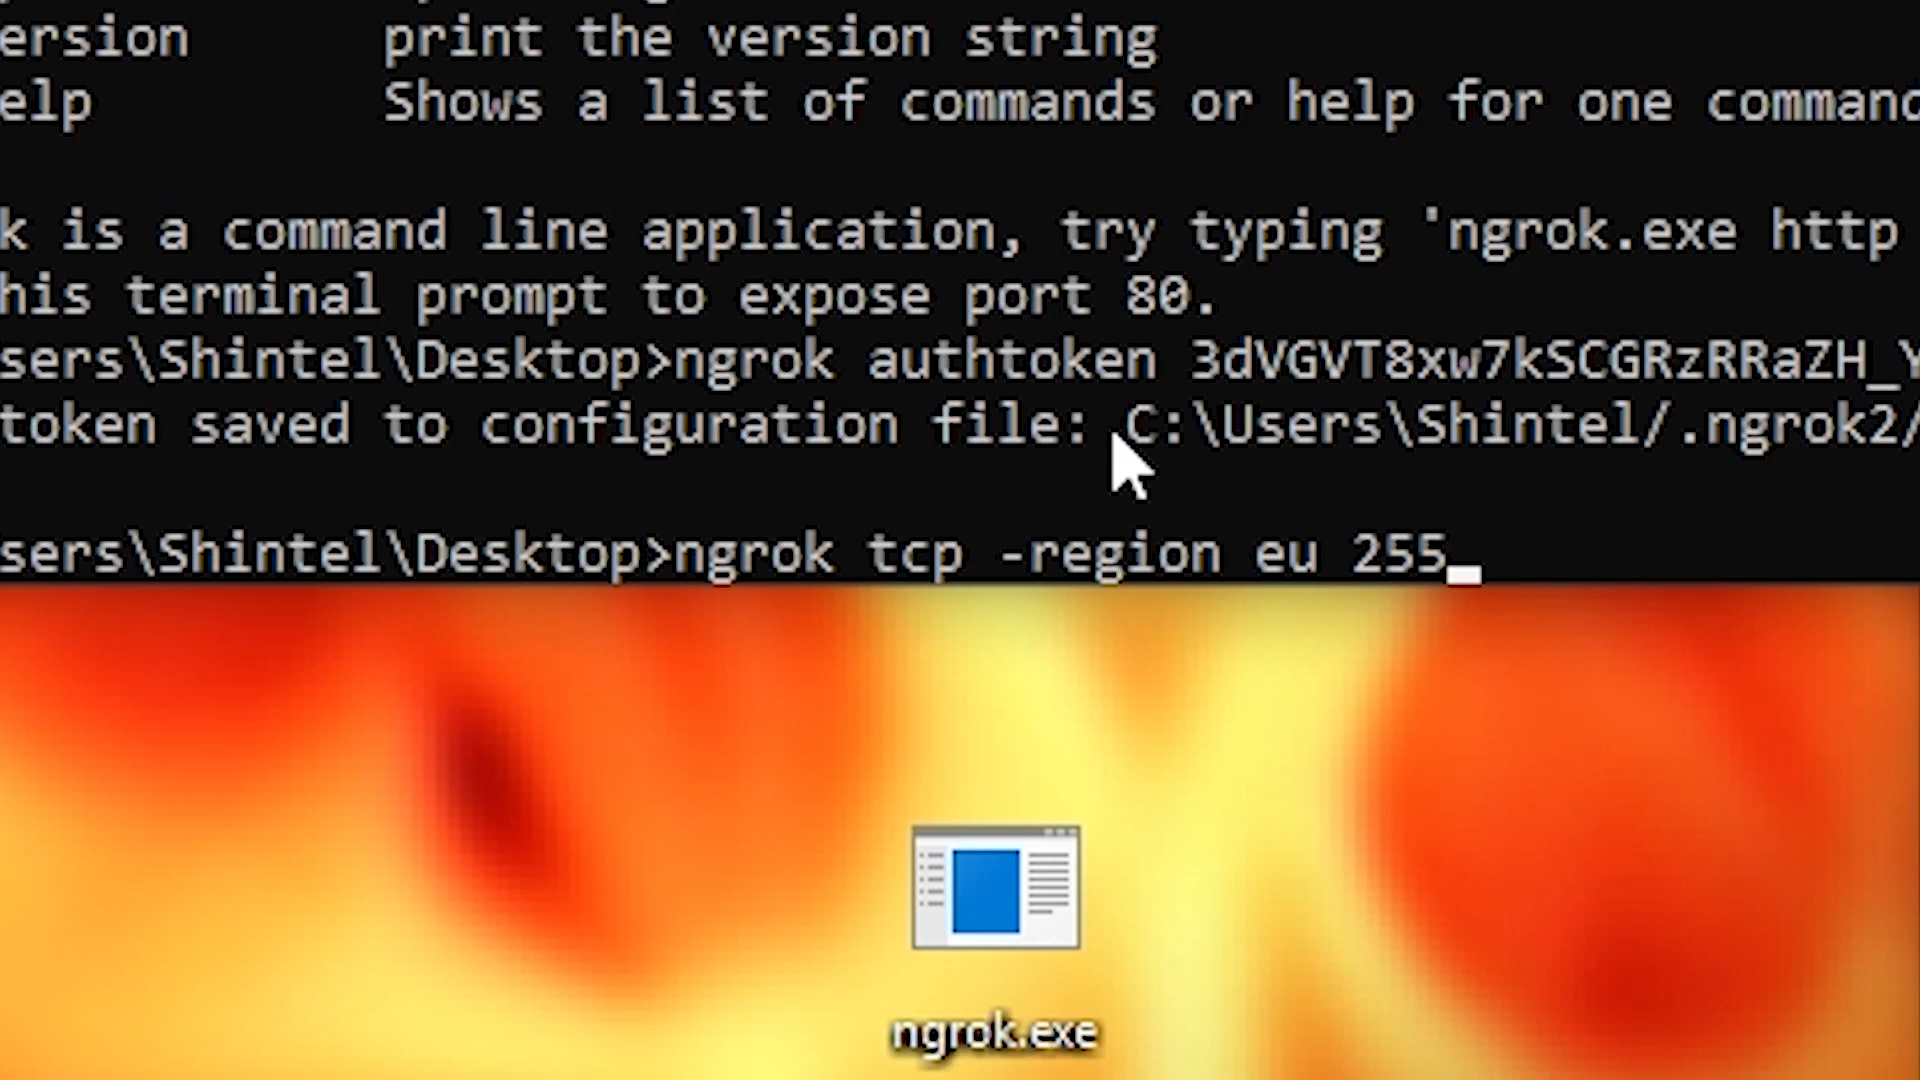 ersion print the version string
elp Shows a list of commands or help for one command
k is a command line application, try typing 'ngrok.exe http
his terminal prompt to expose port 80.
sers\Shintel\Desktop>ngrok authtoken 3dVGVT8xw7kSCGRzRRaZH_Y
token saved to configuration file: C:\Users\Shintel/.ngrok2/
sers\Shintel\Desktop>ngrok tcp -region eu 255
ngrok.exe